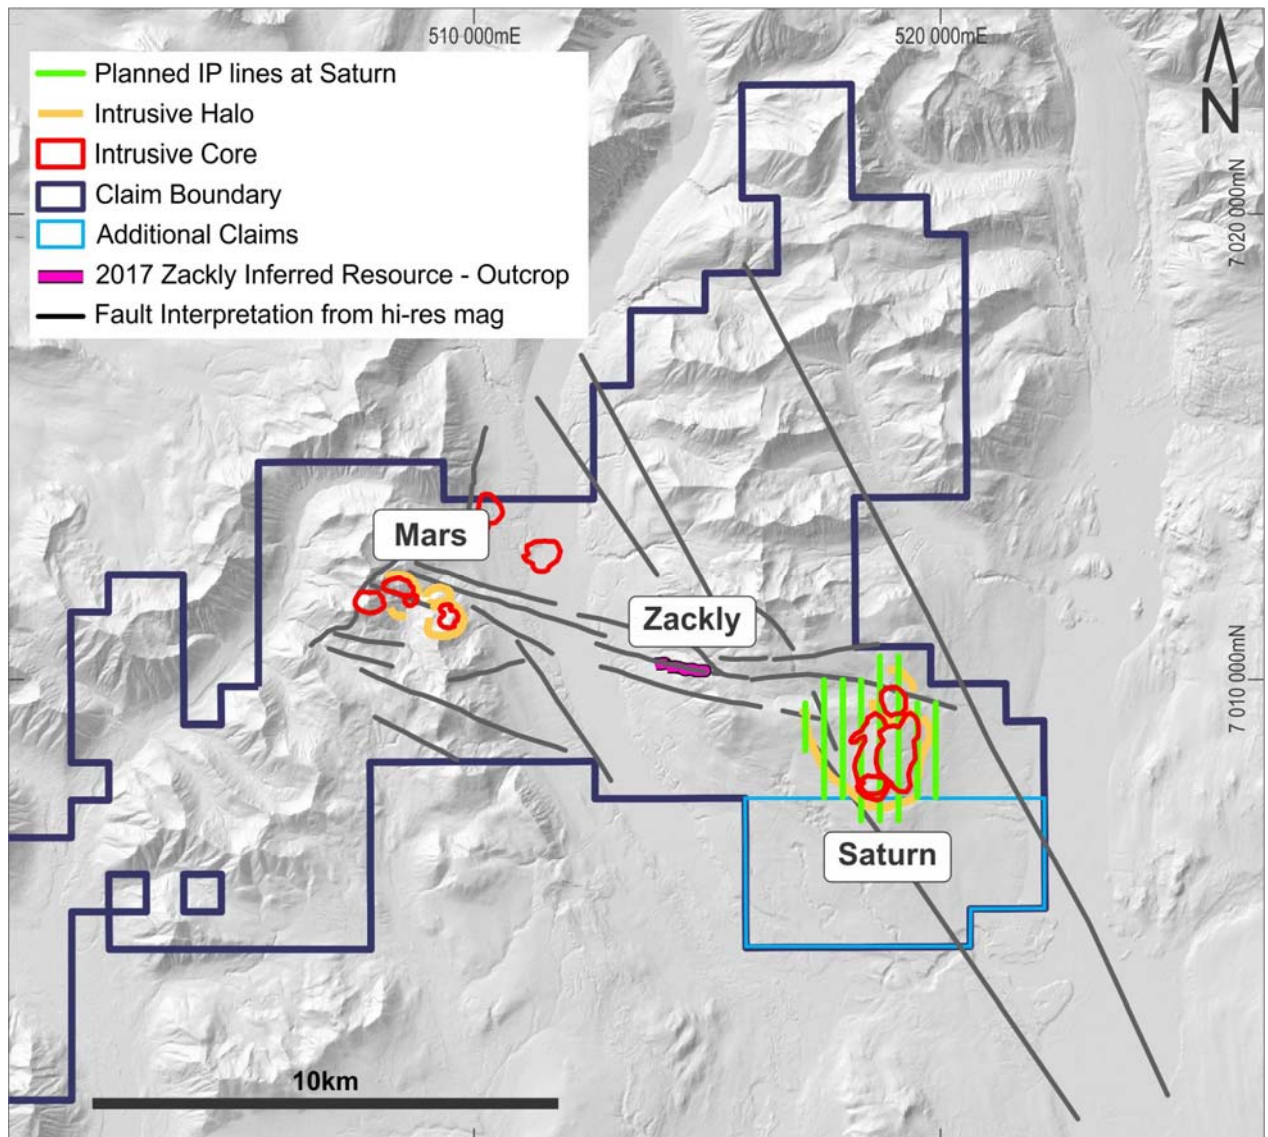 510 000mE
520 000mE
Planned IP lines at Saturn
Intrusive Halo
Intrusive Core
Claim Boundary
Additional Claims
2017 Zackly Inferred Resource - Outcrop
Fault Interpretation from hi-res mag
N
7 020 000mN
Mars
Zackly
7 010 000mN
Saturn
10km